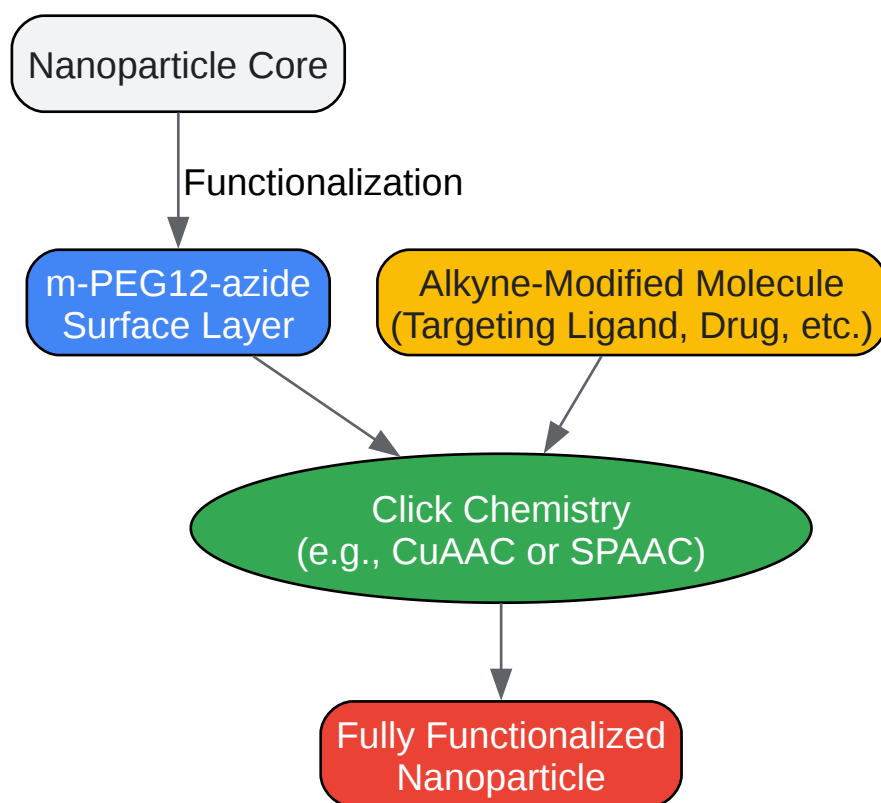 Nanoparticle Core
Functionalization
m-PEG12-azide
Surface Layer
Alkyne-Modified Molecule
(Targeting Ligand, Drug, etc.)
Click Chemistry
(e.g., CuAAC or SPAAC)
Fully Functionalized
Nanoparticle